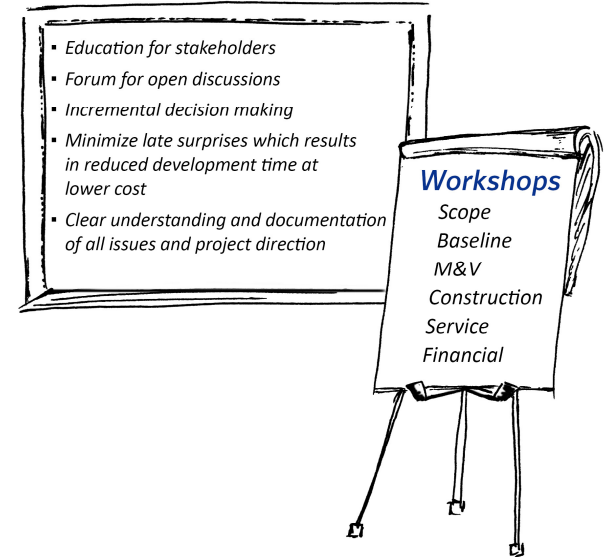 ▪ Education for stakeholders
▪ Forum for open discussions
▪ Incremental decision making
▪ Minimize late surprises which results
in reduced development time at
lower cost
▪ Clear understanding and documentation
of all issues and project direction
Workshops
Scope
Baseline
M&V
Construction
Service
Financial